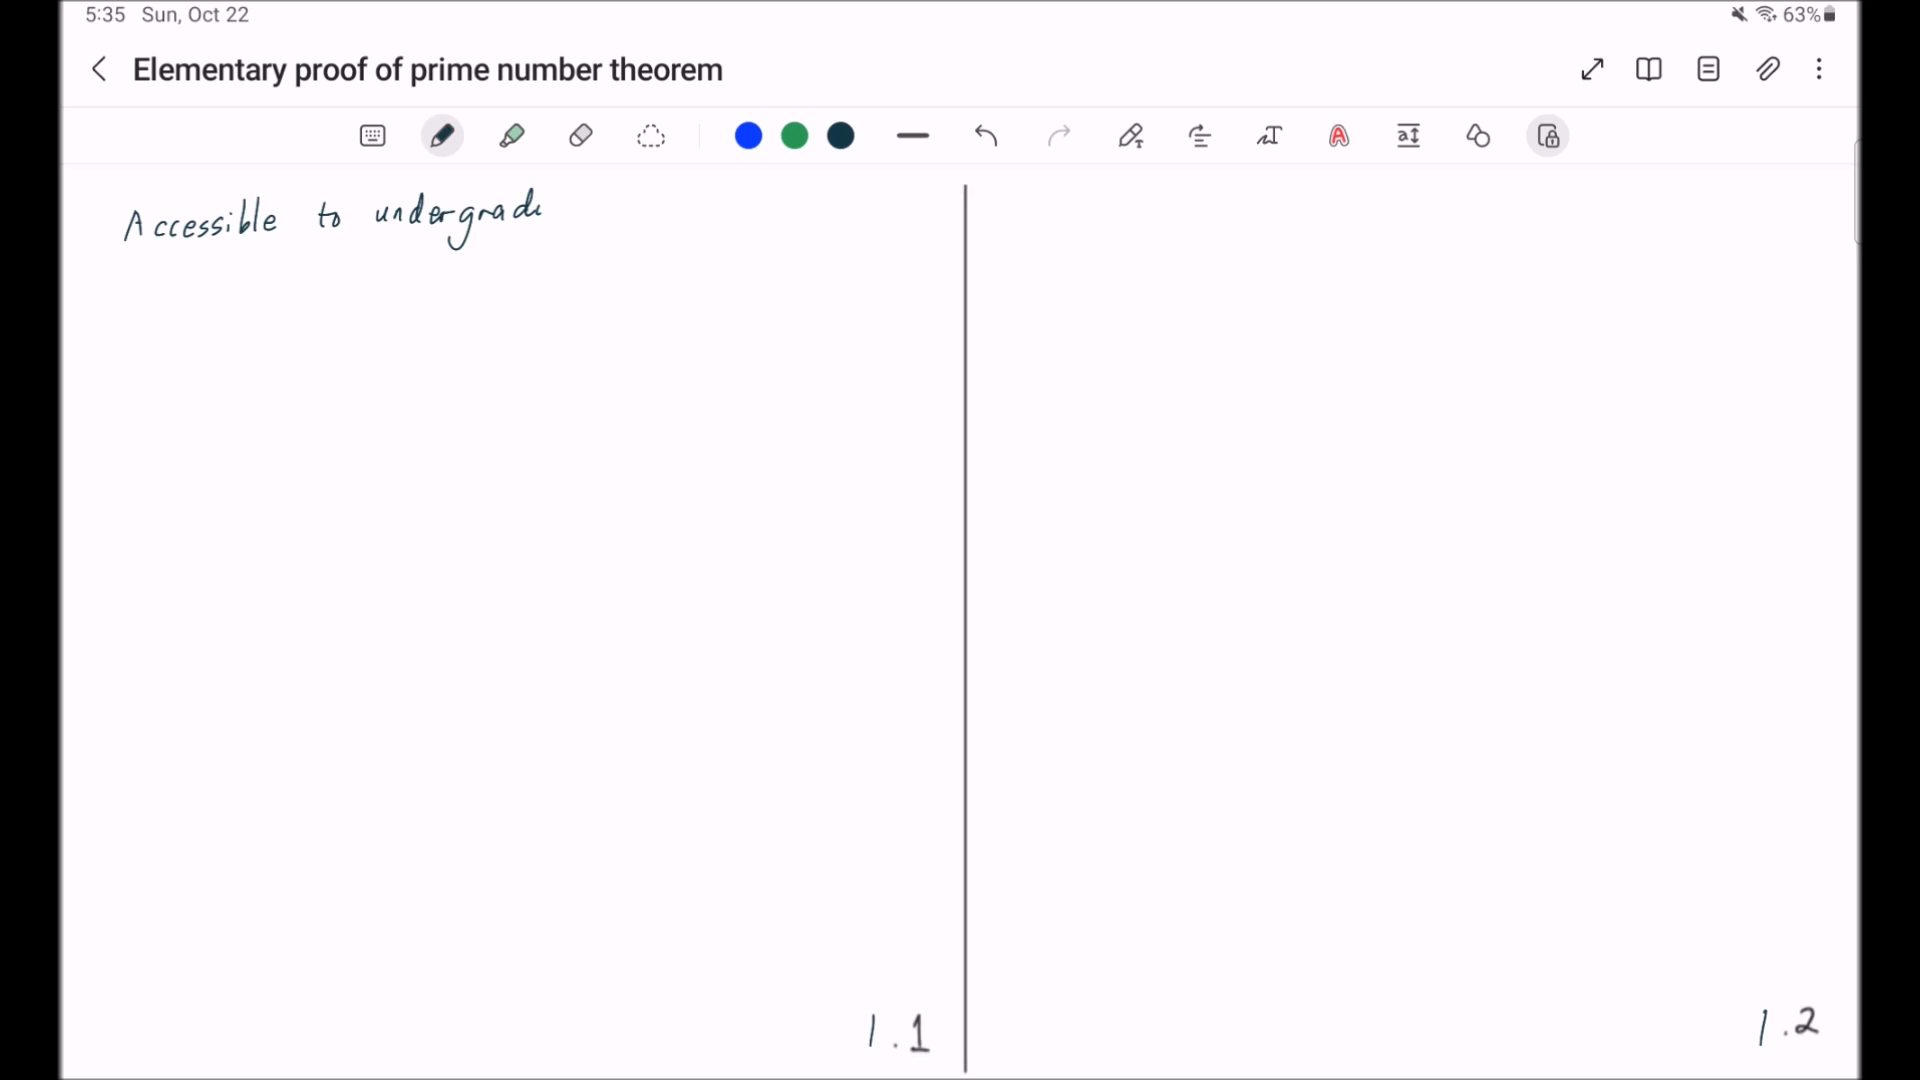 5:35 Sun, Oct 22
63%
Elementary proof of prime number theorem
Accessible to undergrads
1.1
1.2